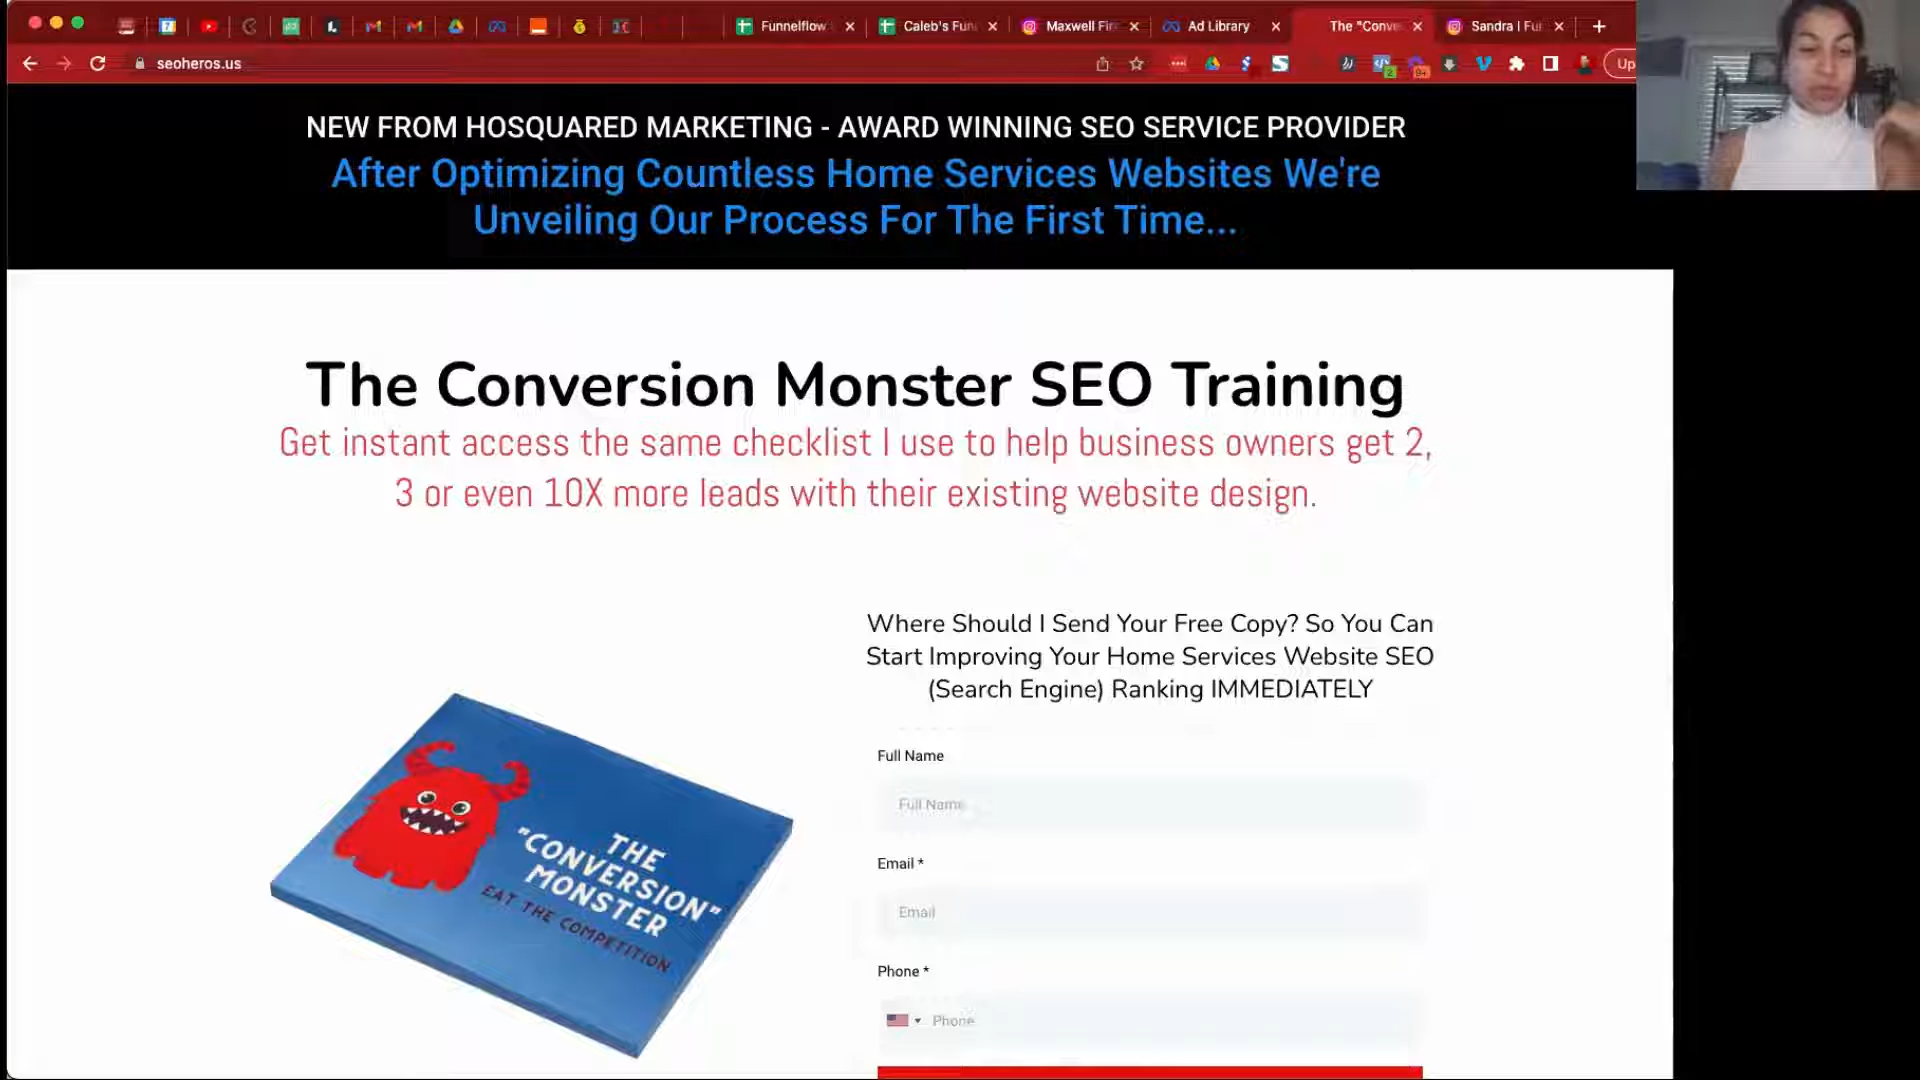 Funnelflow
Caleb's Fun
Maxwell Fir
Ad Library
The "Conve
Sandra | Fu
seoheros.us
2
9+
Up
NEW FROM HOSQUARED MARKETING - AWARD WINNING SEO SERVICE PROVIDER
After Optimizing Countless Home Services Websites We're
Unveiling Our Process For The First Time...
The Conversion Monster SEO Training
Get instant access the same checklist I use to help business owners get 2,
3 or even 10X more leads with their existing website design.
Where Should I Send Your Free Copy? So You Can
Start Improving Your Home Services Website SEO
(Search Engine) Ranking IMMEDIATELY
Full Name
Full Name
Email *
Email
Phone *
Phone
THE
"CONVERSION"
MONSTER
EAT THE COMPETITION